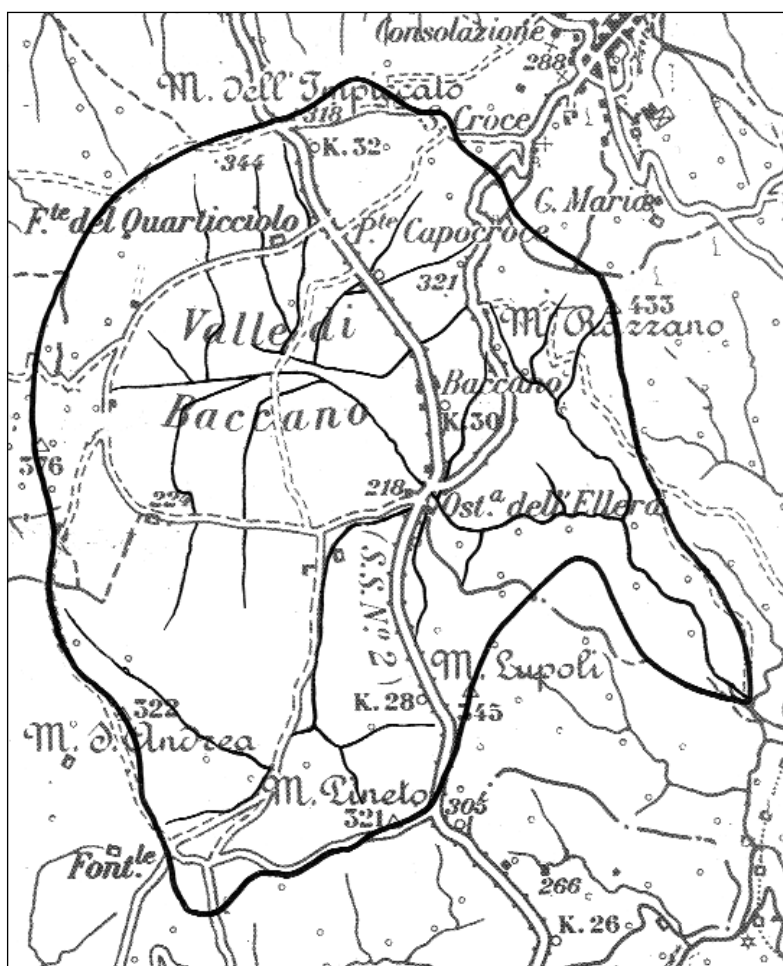 Consolazione
288
M. dell'Impiccato
318
S. Croce
K. 32
344
G. Maria
F.te del Quarticciolo
P.te Capocroce
321
433
Valle di
M. Razzano
Baccano
Baccano
K. 30
376
218
224
Ost.a dell'Ellera
(S.S. No 2)
M. Lupoli
K. 28
345
322
M. S. Andrea
M. Pineto
305
321
Font.le
266
K. 26